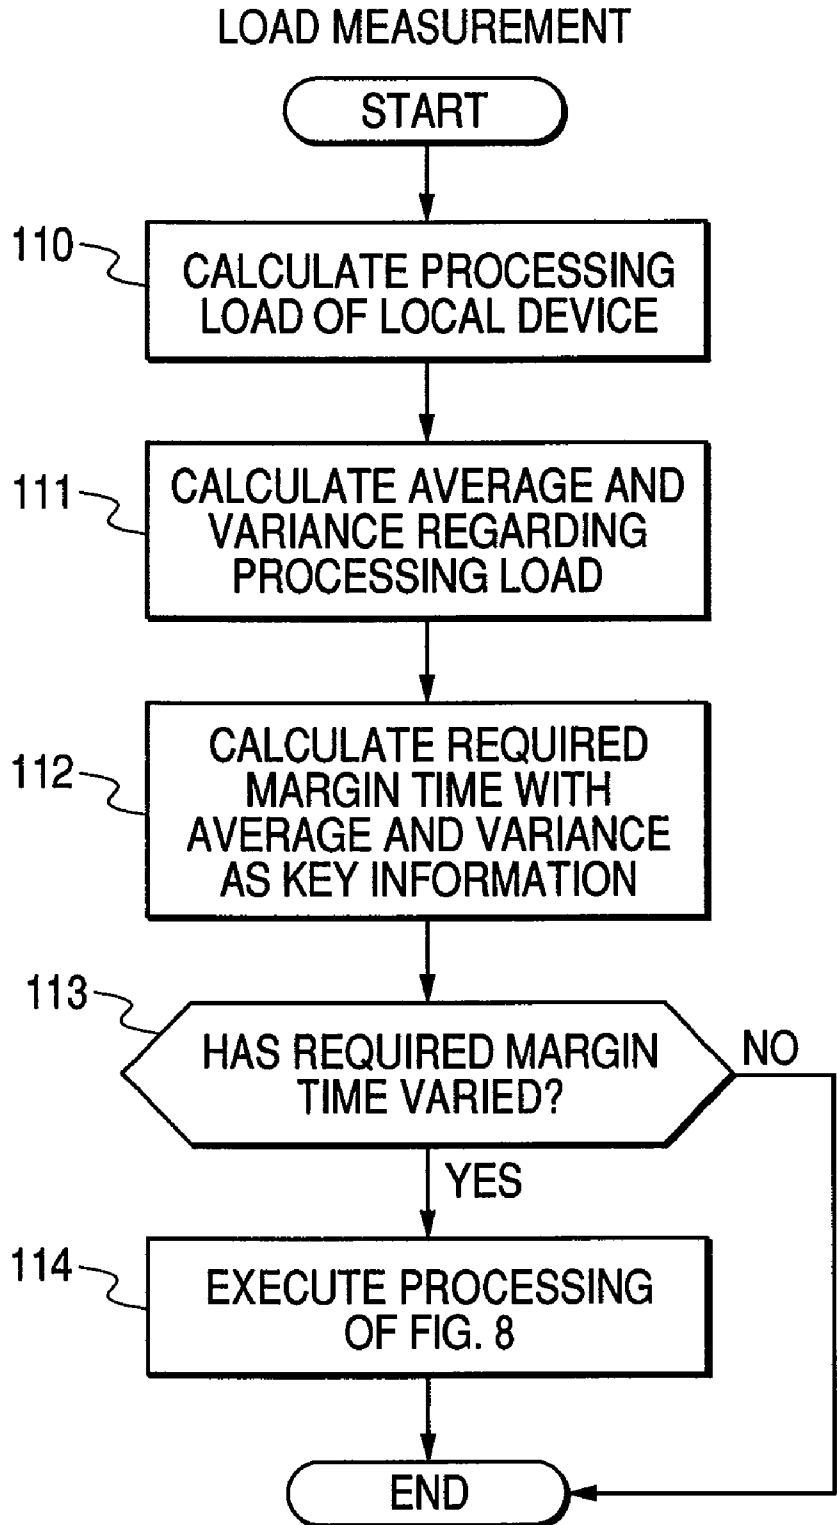 LOAD MEASUREMENT
START
110
CALCULATE PROCESSING
LOAD OF LOCAL DEVICE
111
CALCULATE AVERAGE AND
VARIANCE REGARDING
PROCESSING LOAD
112
CALCULATE REQUIRED
MARGIN TIME WITH
AVERAGE AND VARIANCE
AS KEY INFORMATION
113
HAS REQUIRED MARGIN
TIME VARIED?
NO
YES
114
EXECUTE PROCESSING
OF FIG. 8
END